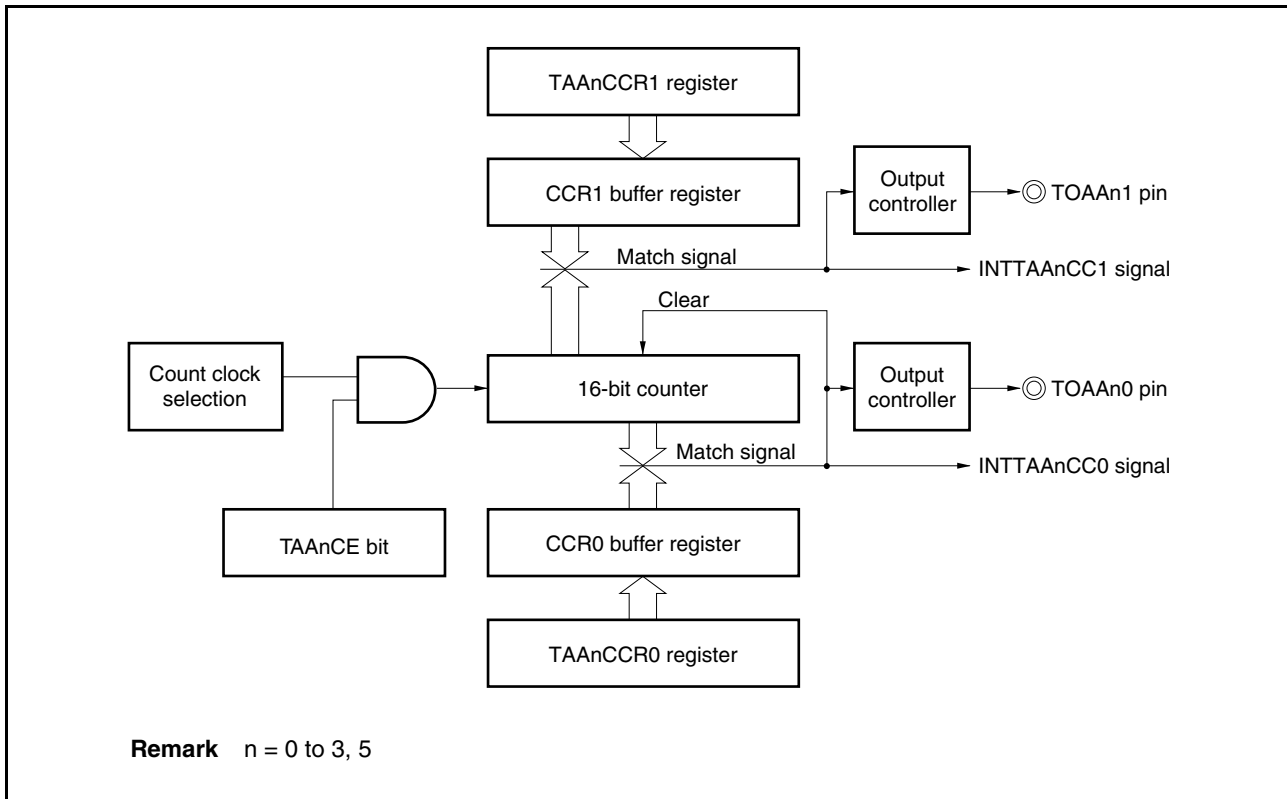 TAAnCCR1 register
CCR1 buffer register
Output
controller
TOAAn1 pin
Match signal
INTTAAnCC1 signal
Clear
Count clock
selection
16-bit counter
Output
controller
TOAAn0 pin
Match signal
INTTAAnCC0 signal
TAAnCE bit
CCR0 buffer register
TAAnCCR0 register
Remark n = 0 to 3, 5